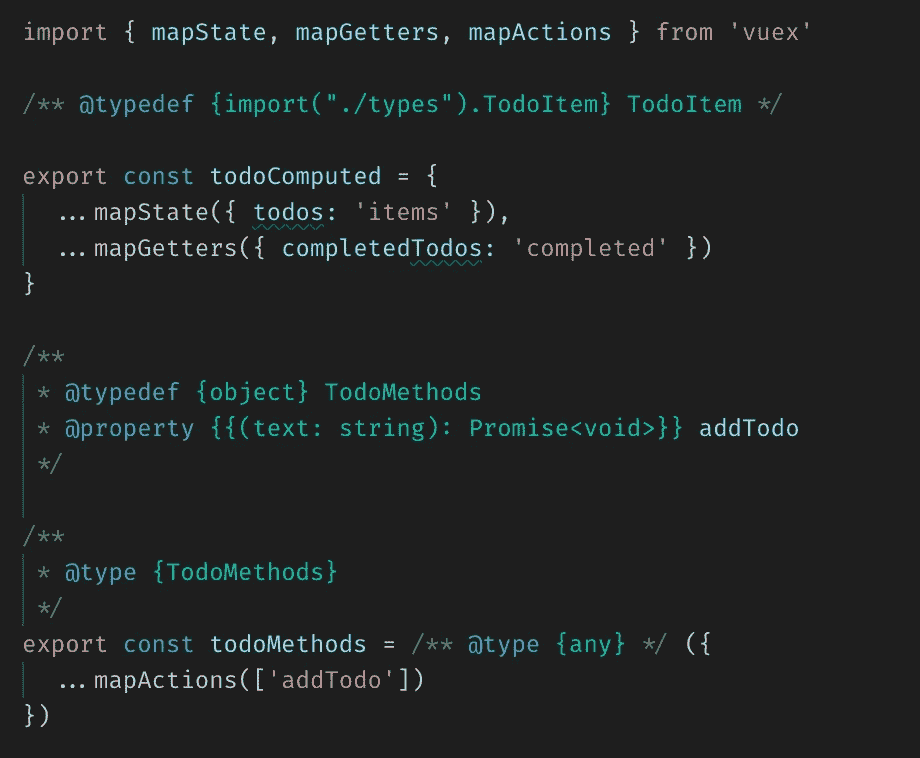 import { mapState, mapGetters, mapActions } from 'vuex'
/** @typedef {import("./types").TodoItem} TodoItem */
export const todoComputed = {
...mapState({ todos: 'items' }),
...mapGetters({ completedTodos: 'completed' })
}
/**
* @typedef {object} TodoMethods
* @property {{(text: string): Promise<void>}} addTodo
*/
/**
* @type {TodoMethods}
*/
export const todoMethods = /** @type {any} */ ({
...mapActions(['addTodo'])
})